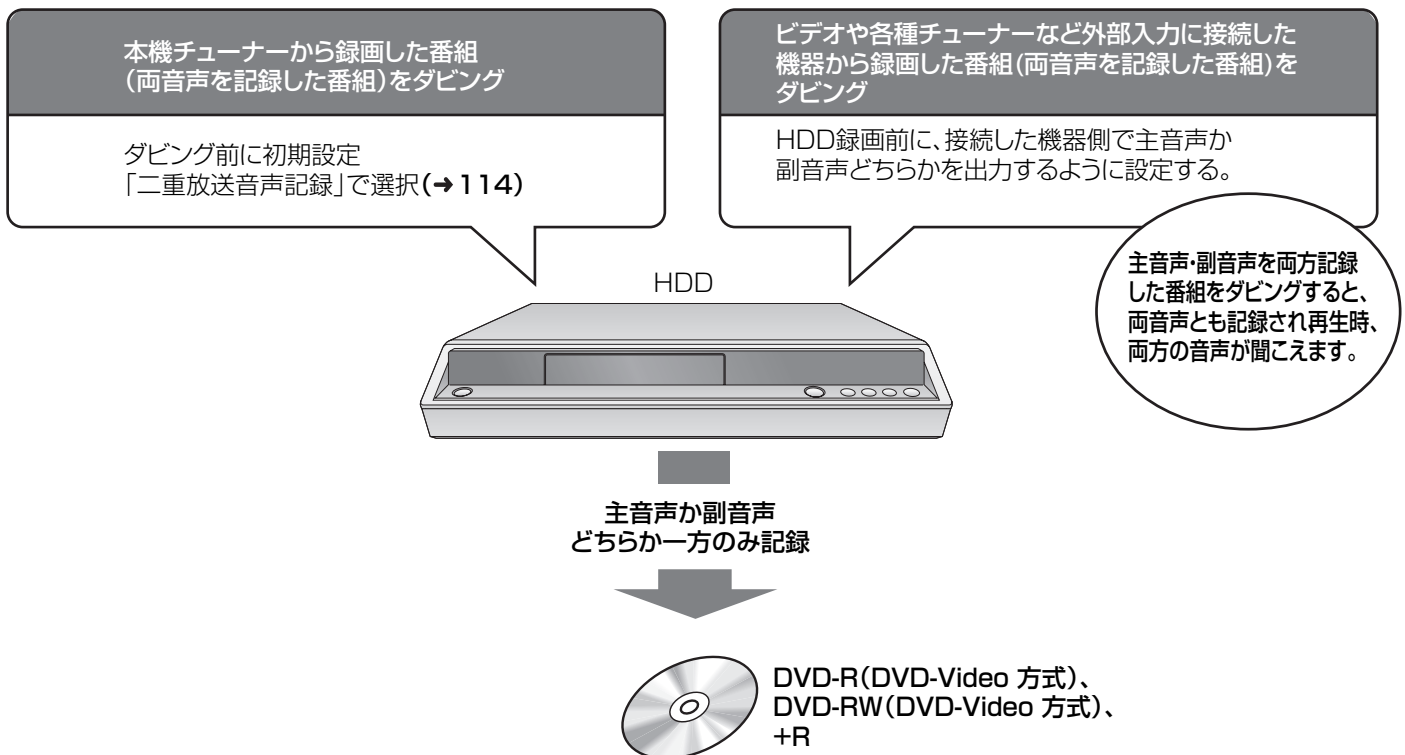 本機チューナーから録画した番組
（両音声を記録した番組）をダビング
ダビング前に初期設定
「二重放送音声記録」で選択（➔114）
ビデオや各種チューナーなど外部入力に接続した
機器から録画した番組（両音声を記録した番組）を
ダビング
HDD録画前に、接続した機器側で主音声か
副音声どちらかを出力するように設定する。
主音声・副音声を両方記録
した番組をダビングすると、
両音声とも記録され再生時、
両方の音声が聞こえます。
HDD
主音声か副音声
どちらか一方のみ記録
DVD-R（DVD-Video 方式）、
DVD-RW（DVD-Video 方式）、
+R